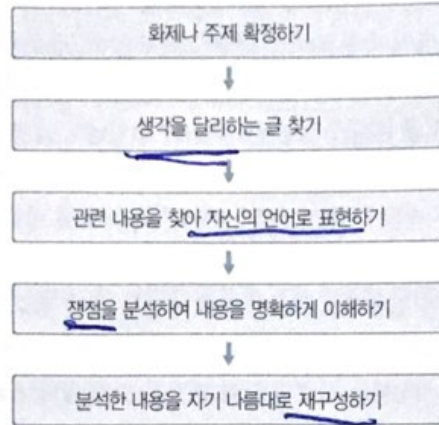 화제나 주제 확정하기
생각을 달리하는 글 찾기
관련 내용을 찾아 자신의 언어로 표현하기
쟁점을 분석하여 내용을 명확하게 이해하기
분석한 내용을 자기 나름대로 재구성하기